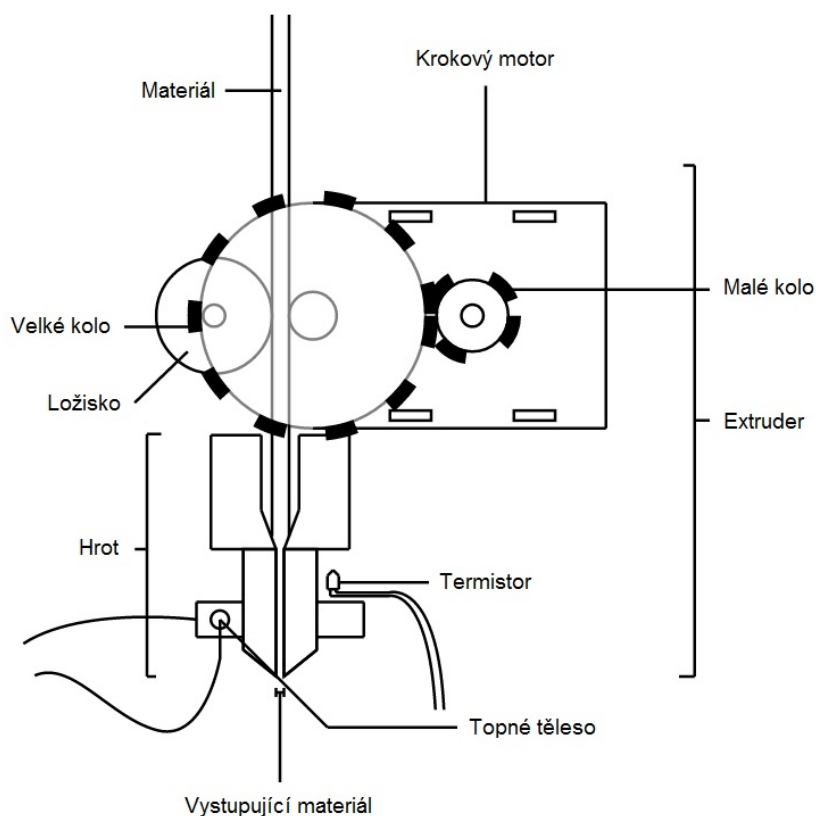 Krokový motor
Materiál
Malé kolo
Velké kolo
Ložisko
Extruder
Hrot
Termistor
Topné těleso
Vystupující materiál